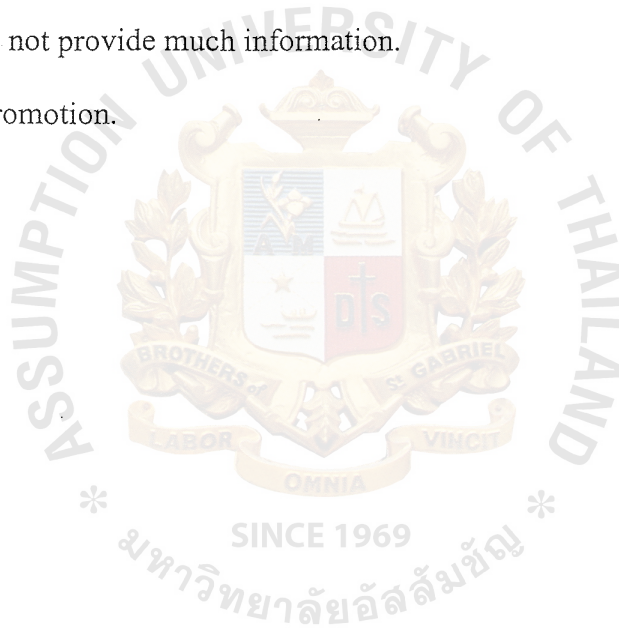 not provide much information.
romotion.
ASSUMPTION UNIVERSITY OF THAILAND
A M
D S
BROTHERS of St GABRIEL
LABOR OMNIA VINCIT
SINCE 1969
มหาวิทยาลัยอัสสัมชัญ